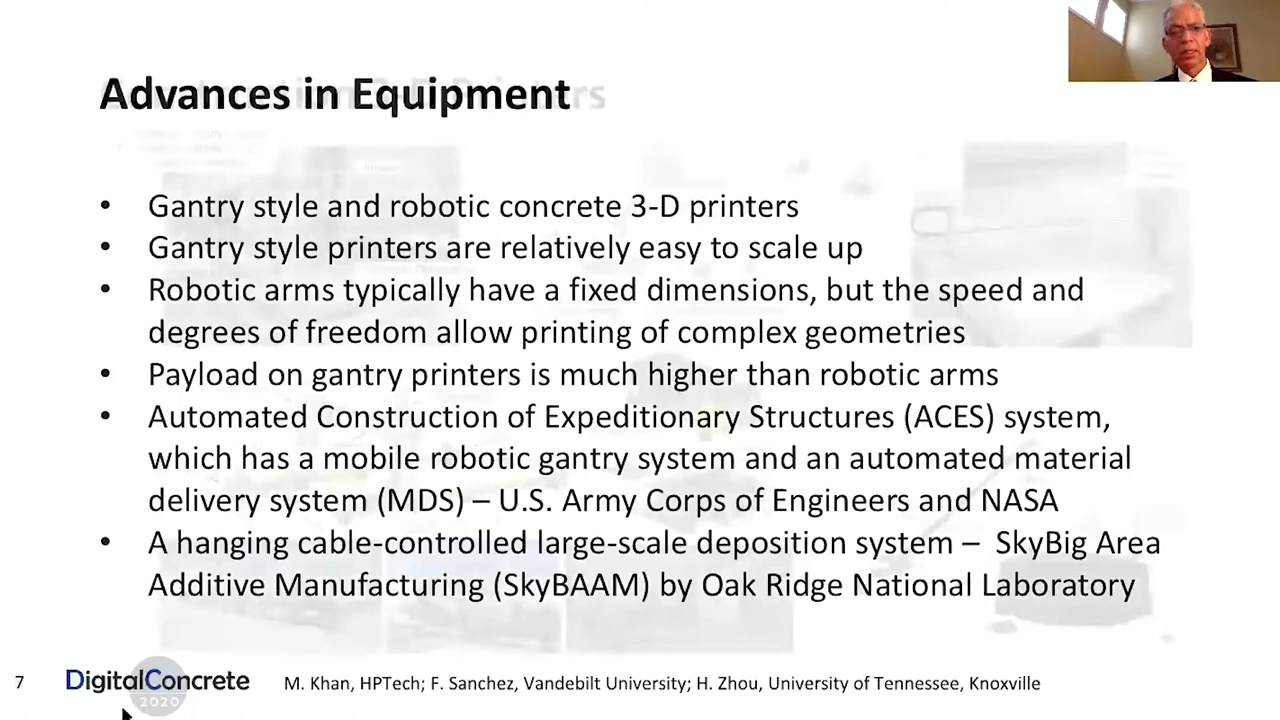 Advances in Equipment
• Gantry style and robotic concrete 3-D printers
• Gantry style printers are relatively easy to scale up
• Robotic arms typically have a fixed dimensions, but the speed and
degrees of freedom allow printing of complex geometries
• Payload on gantry printers is much higher than robotic arms
• Automated Construction of Expeditionary Structures (ACES) system,
which has a mobile robotic gantry system and an automated material
delivery system (MDS) – U.S. Army Corps of Engineers and NASA
• A hanging cable-controlled large-scale deposition system – SkyBig Area
Additive Manufacturing (SkyBAAM) by Oak Ridge National Laboratory
7
DigitalConcrete
2020
M. Khan, HPTech; F. Sanchez, Vandebilt University; H. Zhou, University of Tennessee, Knoxville